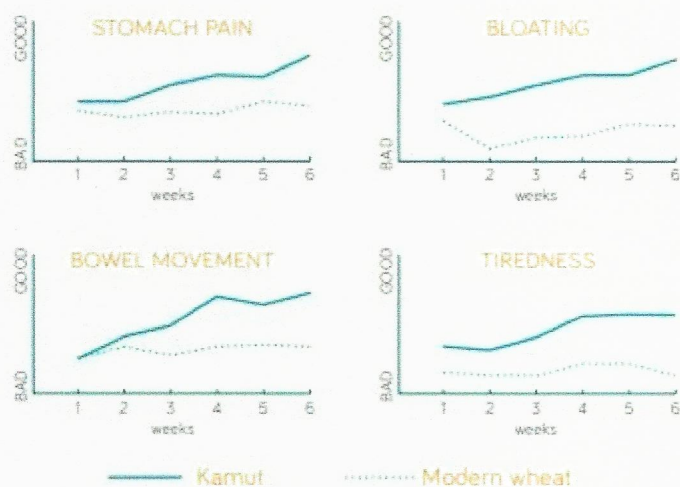 STOMACH PAIN
GOOD
BAD
1 2 3 4 5 6
weeks
BLOATING
GOOD
BAD
1 2 3 4 5 6
weeks
BOWEL MOVEMENT
GOOD
BAD
1 2 3 4 5 6
weeks
TIREDNESS
GOOD
BAD
1 2 3 4 5 6
weeks
Kamut
Modern wheat